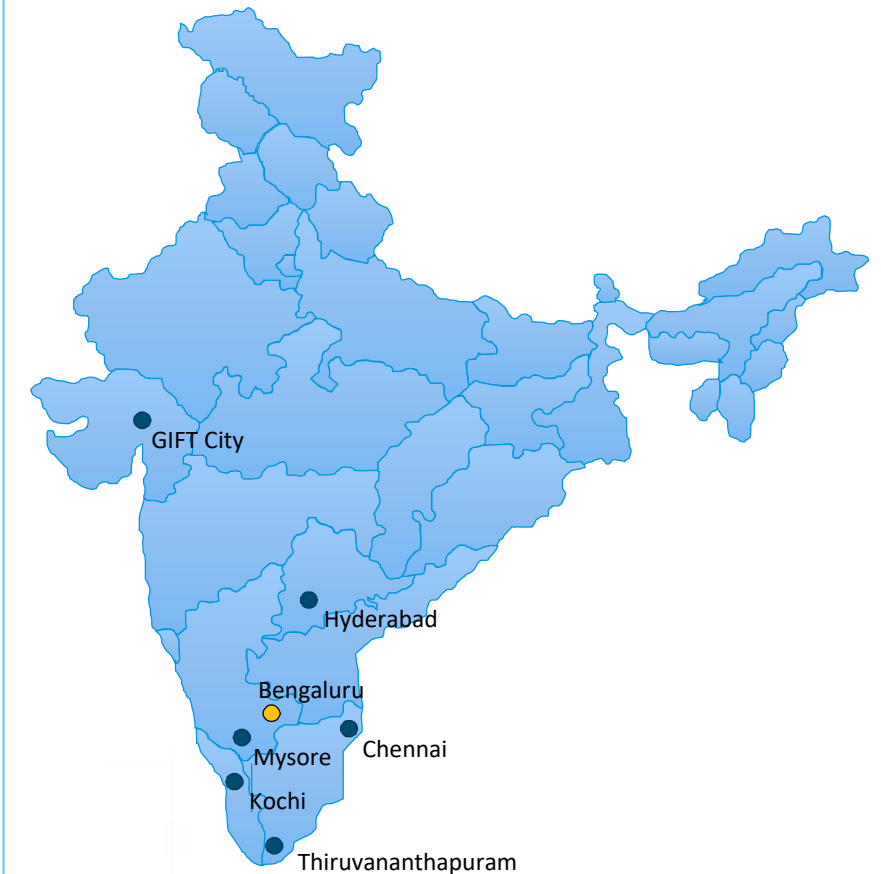 GIFT City
Hyderabad
Bengaluru
Chennai
Mysore
Kochi
Thiruvananthapuram